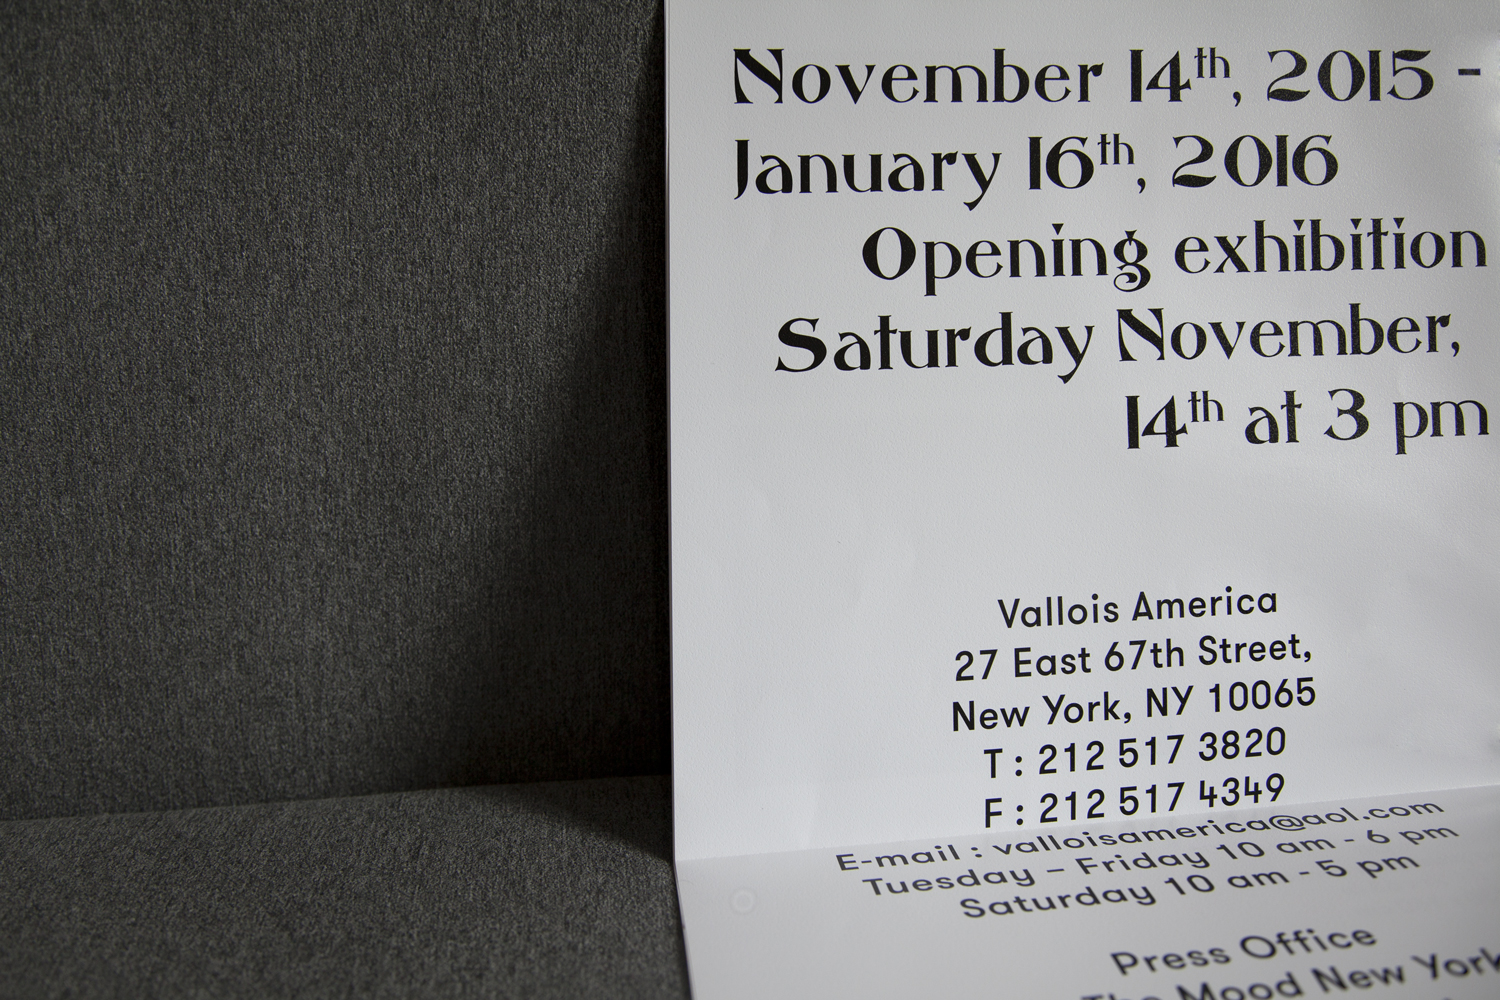 November 14th, 2015 -
January 16th, 2016
Opening exhibition
Saturday November,
14th at 3 pm
Vallois America
27 East 67th Street,
New York, NY 10065
T : 212 517 3820
F : 212 517 4349
E-mail : valloisamerica@aol.com
Tuesday – Friday 10 am - 6 pm
Saturday 10 am - 5 pm
Press Office
The Mood New York